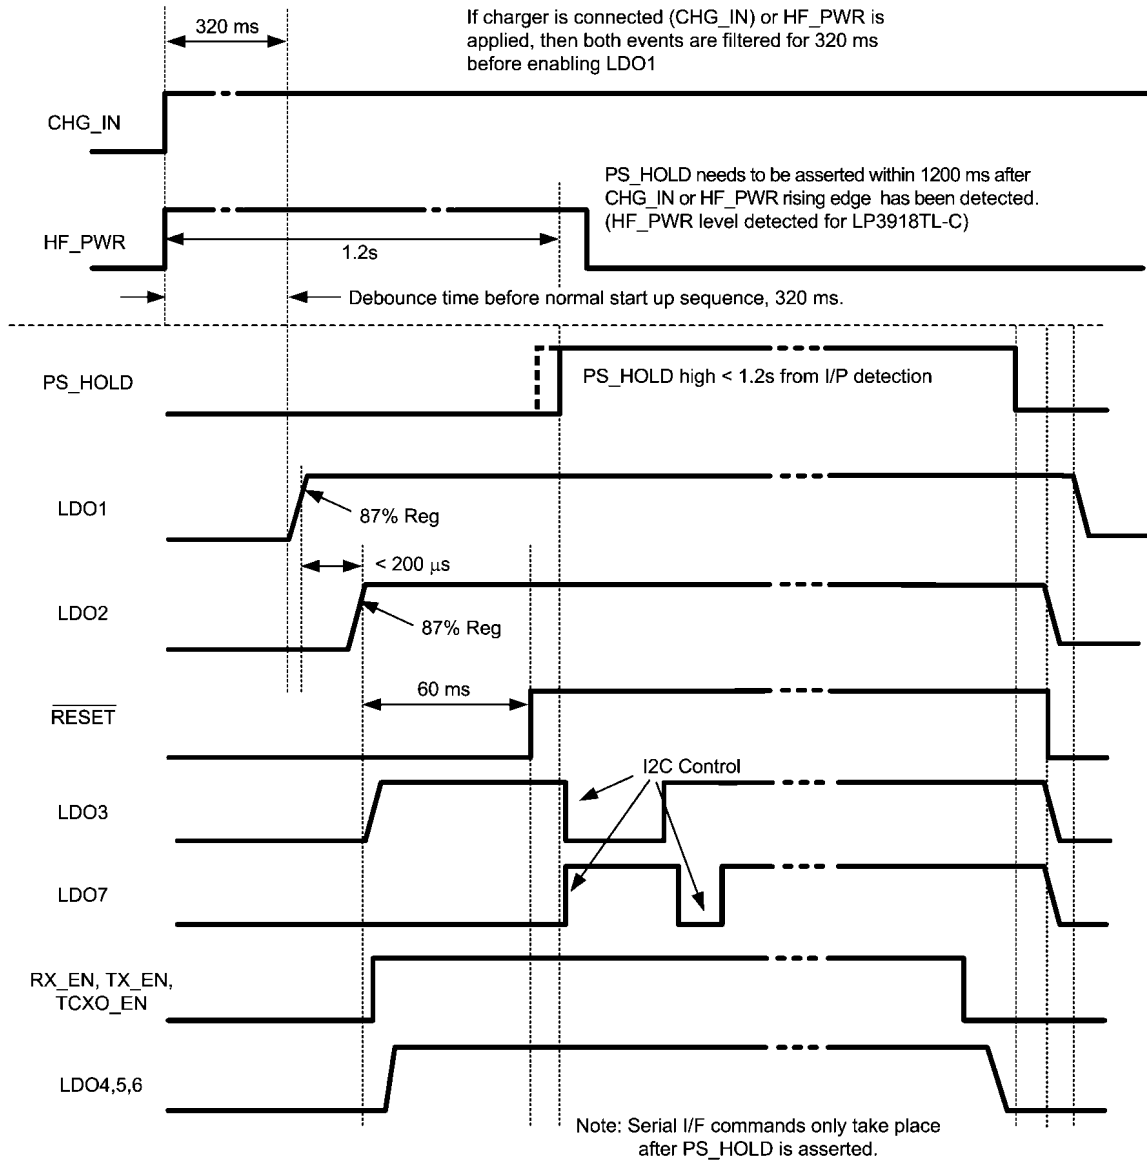 320 ms
If charger is connected (CHG_IN) or HF_PWR is
applied, then both events are filtered for 320 ms
before enabling LDO1
CHG_IN
PS_HOLD needs to be asserted within 1200 ms after
CHG_IN or HF_PWR rising edge has been detected.
(HF_PWR level detected for LP3918TL-C)
HF_PWR
1.2s
Debounce time before normal start up sequence, 320 ms.
PS_HOLD
PS_HOLD high < 1.2s from I/P detection
LDO1
87% Reg
< 200 µs
LDO2
87% Reg
60 ms
RESET
I2C Control
LDO3
LDO7
RX_EN, TX_EN,
TCXO_EN
LDO4,5,6
Note: Serial I/F commands only take place
after PS_HOLD is asserted.